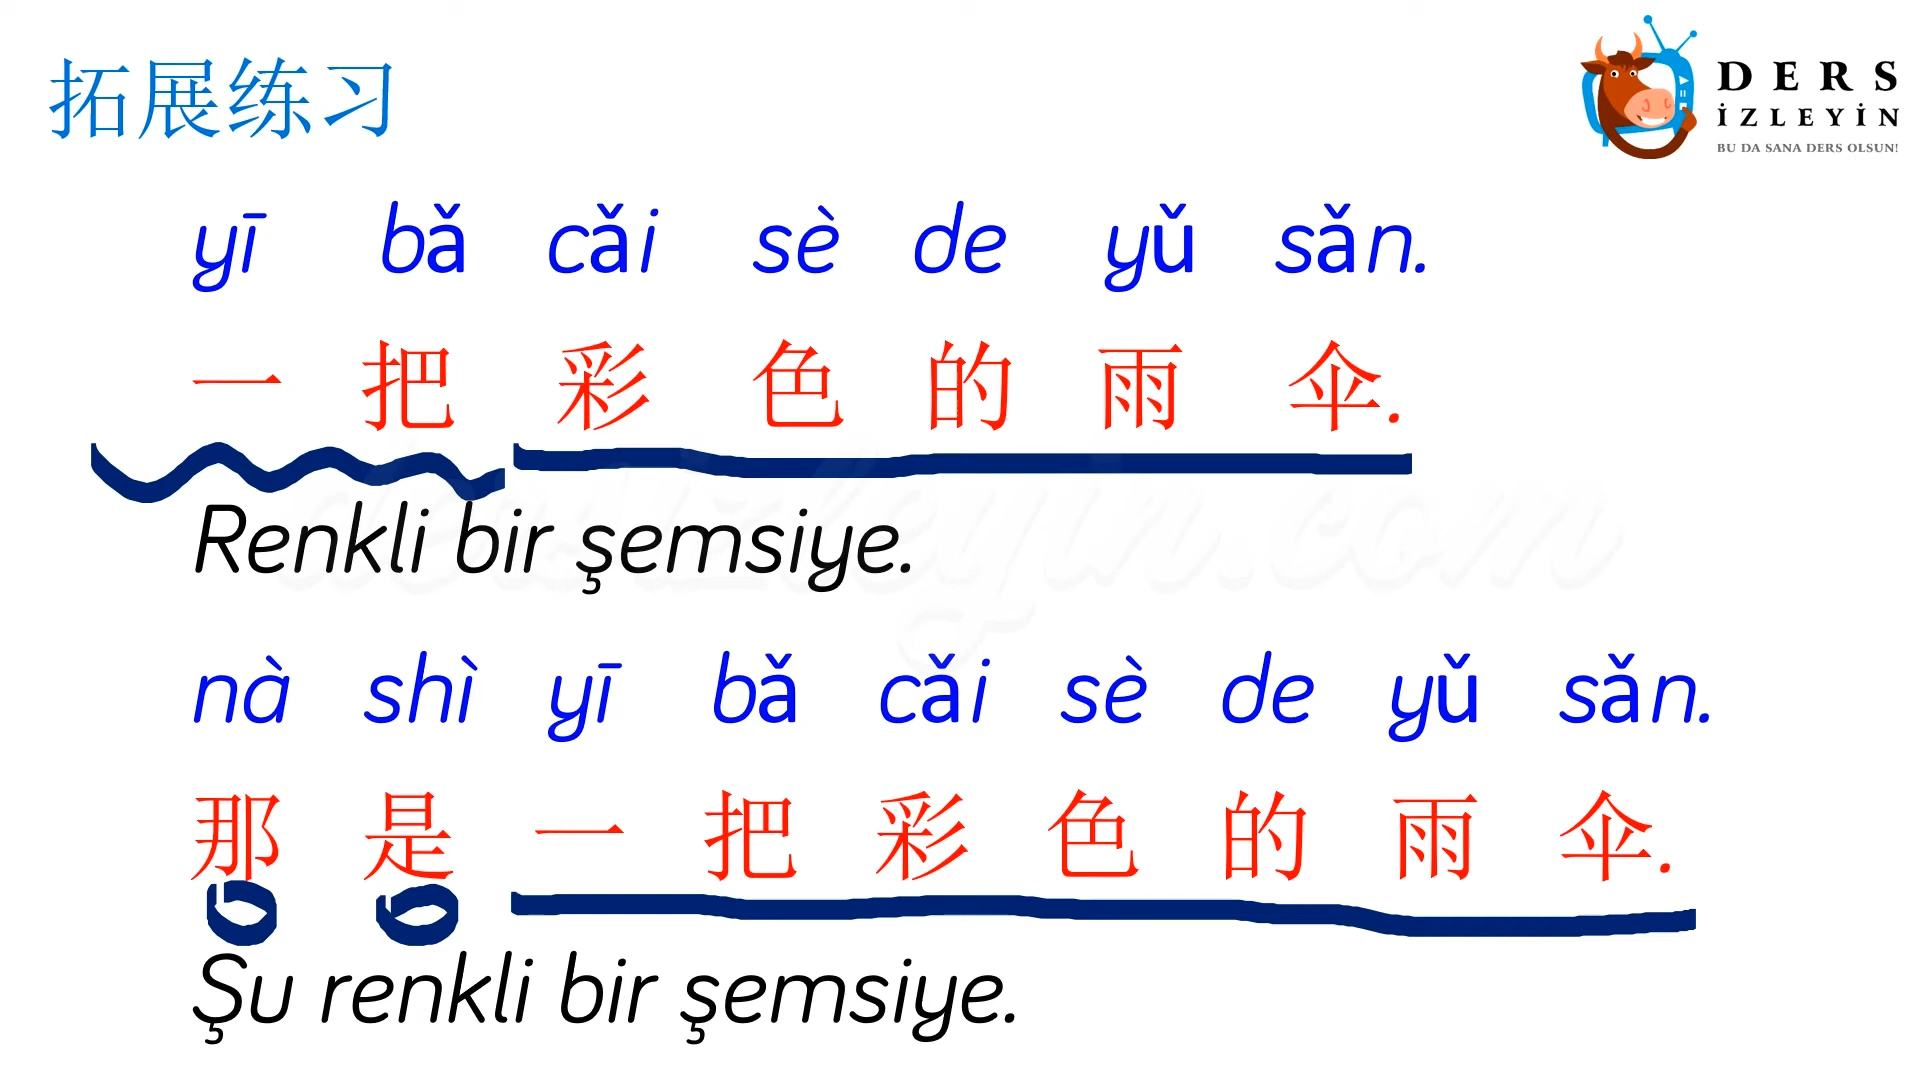 拓展练习
DERS
İZLEYİN
BU DA SANA DERS OLSUN!
yī bǎ cǎi sè de yǔ sǎn.
一 把 彩 色 的 雨 伞.
Renkli bir şemsiye.
dersizleyin.com
nà shì yī bǎ cǎi sè de yǔ sǎn.
那 是 一 把 彩 色 的 雨 伞.
Şu renkli bir şemsiye.